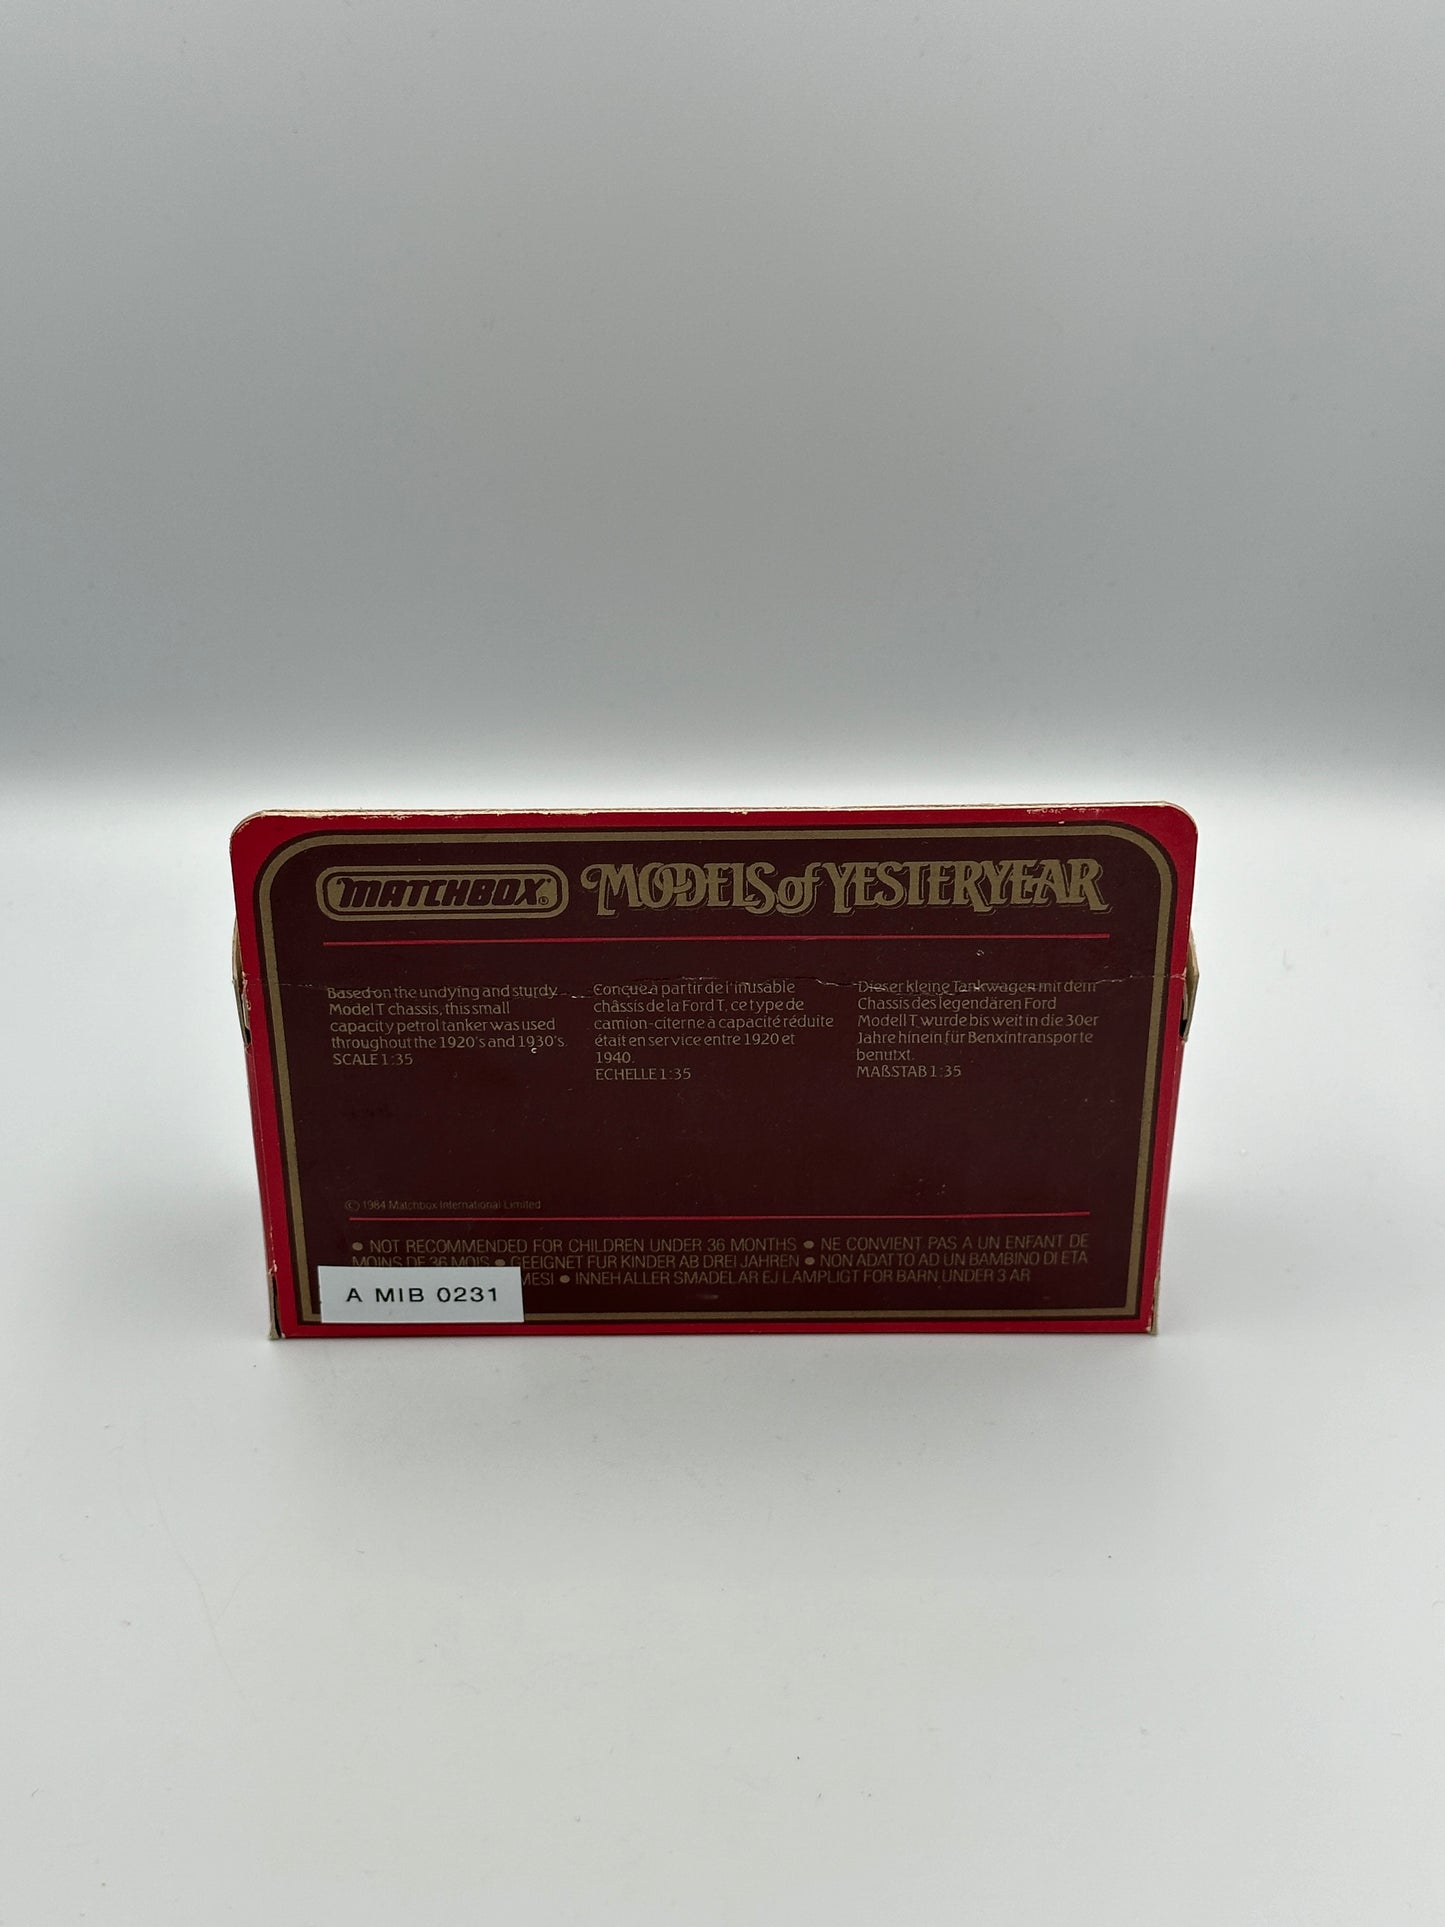 MATCHBOX®
MODELS of YESTERYEAR
Based on the undying and sturdy
Model T chassis, this small
capacity petrol tanker was used
throughout the 1920's and 1930's.
SCALE 1:35
Conçue à partir de l'inusable
châssis de la Ford T, ce type de
camion-citerne à capacité réduite
était en service entre 1920 et
1940.
ECHELLE 1:35
Dieser kleine Tankwagen mit dem
Chassis des legendären Ford
Modell T wurde bis weit in die 30er
Jahre hinein für Benxintransporte
benutxt.
MAßSTAB 1:35
© 1984 Matchbox International Limited
• NOT RECOMMENDED FOR CHILDREN UNDER 36 MONTHS • NE CONVIENT PAS A UN ENFANT DE
MOINS DE 36 MOIS • GEEIGNET FUR KINDER AB DREI JAHREN • NON ADATTO AD UN BAMBINO DI ETA
MESI • INNEHALLER SMADELAR EJ LAMPLIGT FOR BARN UNDER 3 AR
A MIB 0231